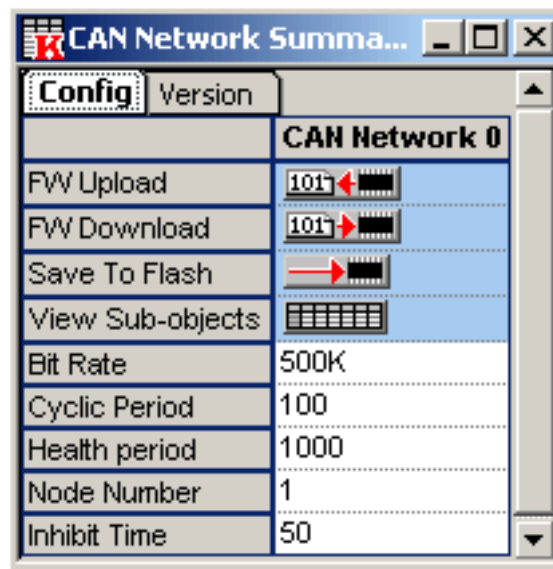 CAN Network Summa...
Config Version
CAN Network 0
FW Upload 101
FW Download 101
Save To Flash
View Sub-objects
Bit Rate 500K
Cyclic Period 100
Health period 1000
Node Number 1
Inhibit Time 50